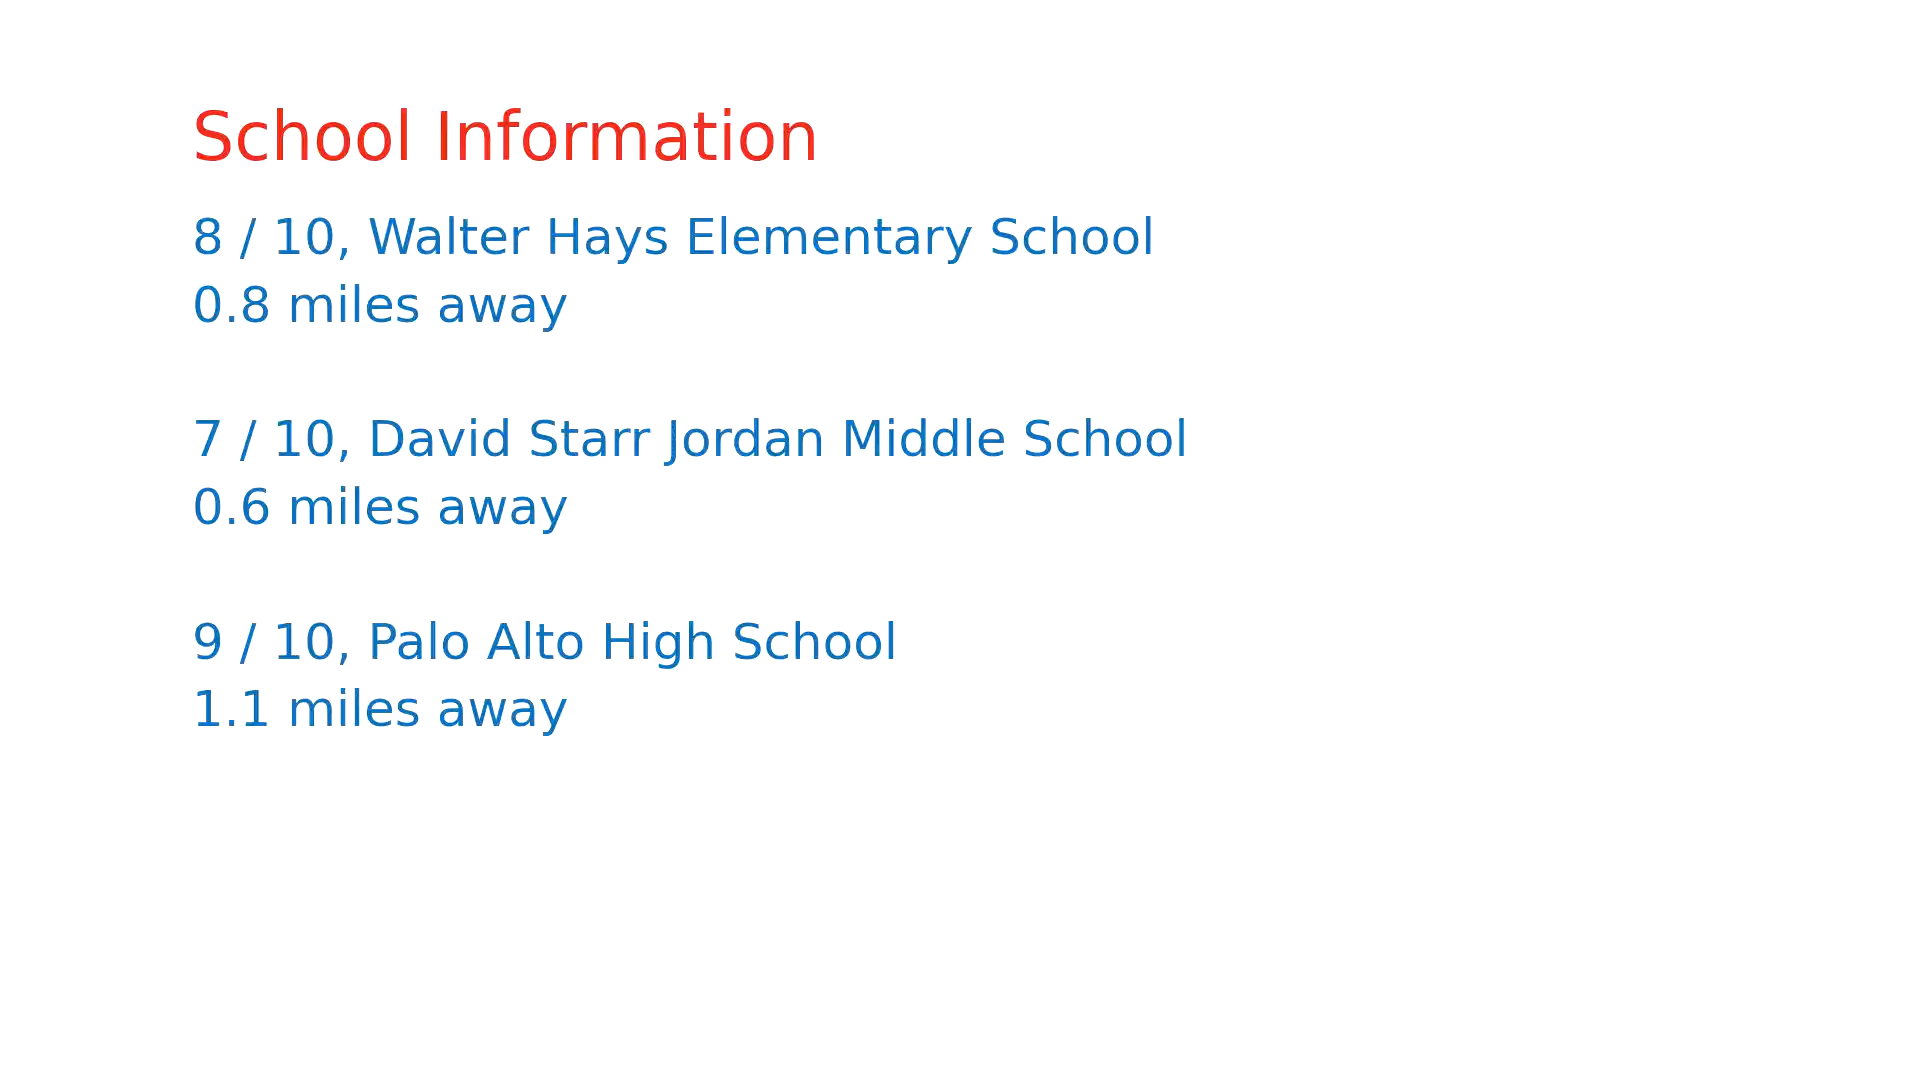 School Information
8 / 10, Walter Hays Elementary School
0.8 miles away
7 / 10, David Starr Jordan Middle School
0.6 miles away
9 / 10, Palo Alto High School
1.1 miles away